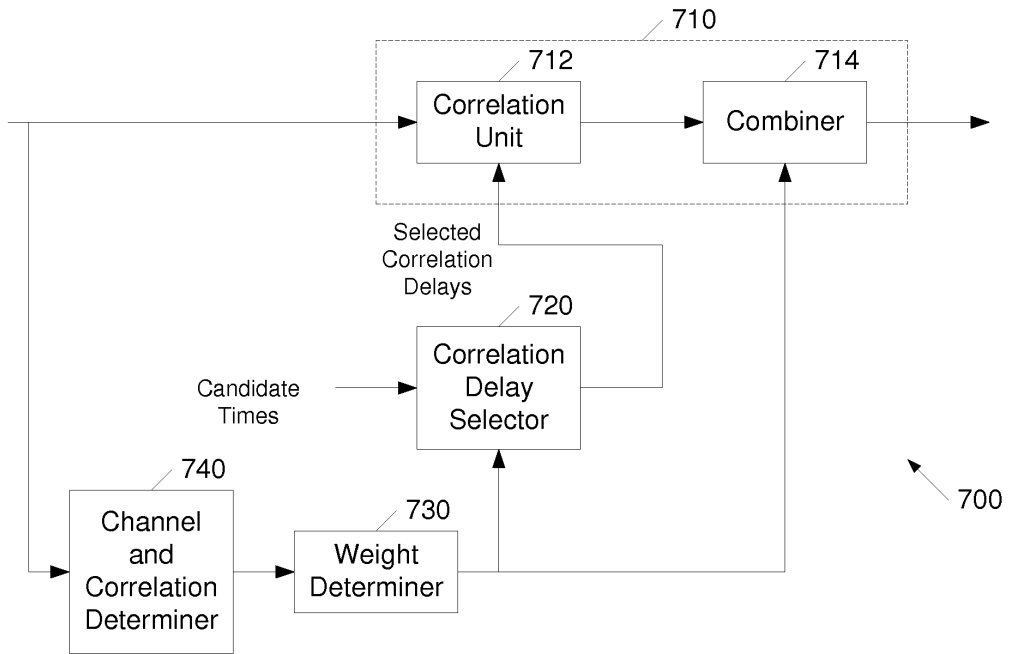 710
712
714
Correlation
Unit
Combiner
Selected
Correlation
Delays
720
Correlation
Delay
Selector
Candidate
Times
740
730
700
Channel
and
Correlation
Determiner
Weight
Determiner